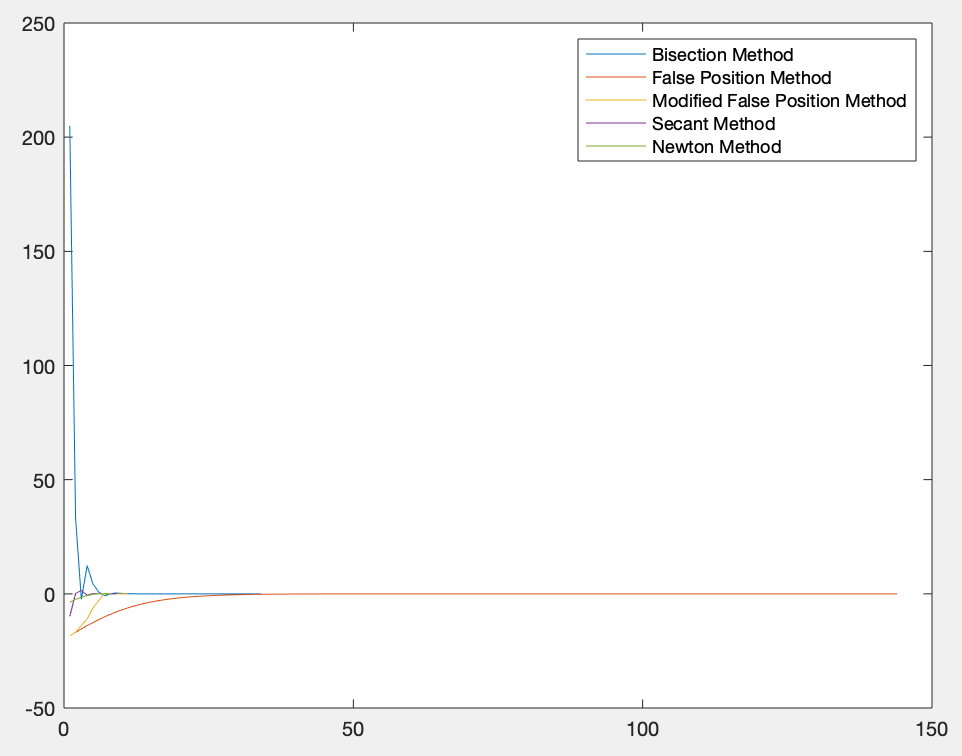 250
200
150
100
50
0
-50
0
50
100
150
Bisection Method
False Position Method
Modified False Position Method
Secant Method
Newton Method